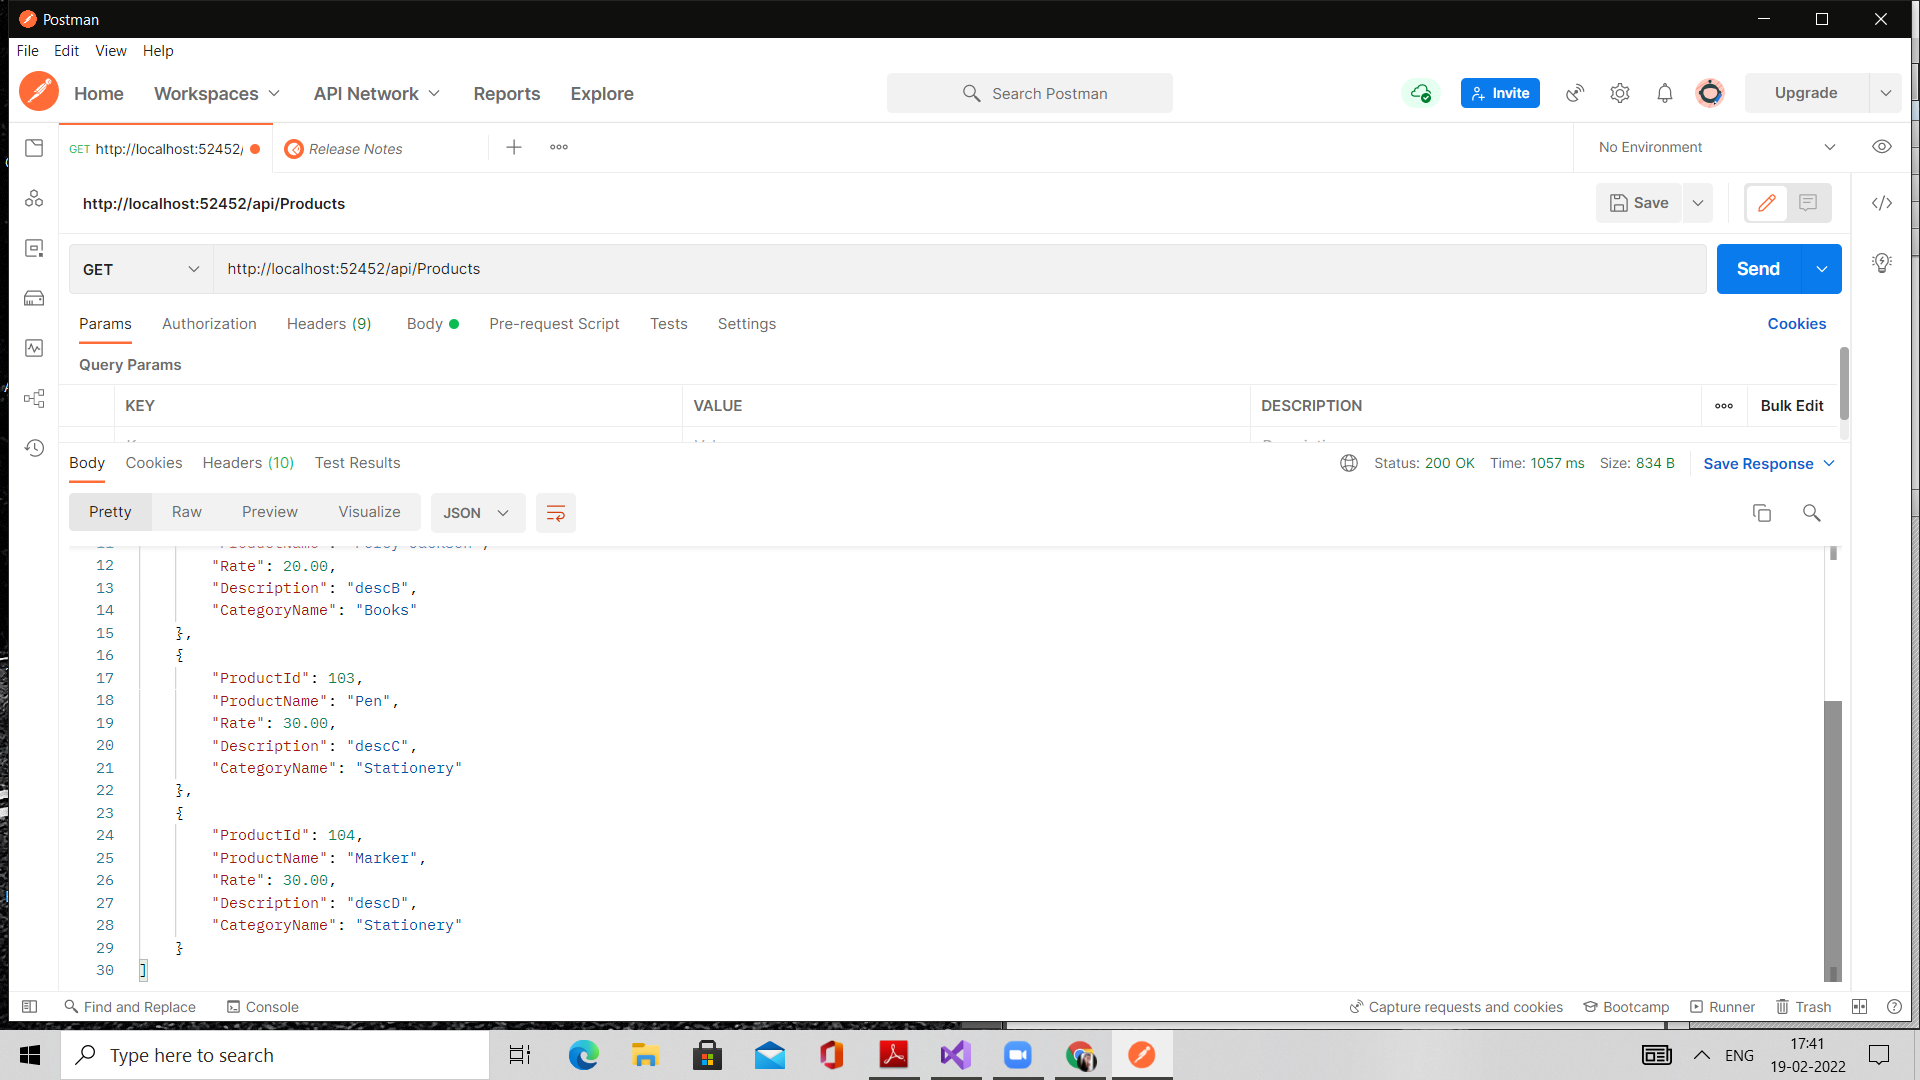 Postman
File Edit View Help
Home Workspaces API Network Reports Explore Search Postman Invite Upgrade
GET http://localhost:52452/ Release Notes No Environment
http://localhost:52452/api/Products Save
GET http://localhost:52452/api/Products Send
Params Authorization Headers (9) Body Pre-request Script Tests Settings Cookies
Query Params
KEY VALUE DESCRIPTION Bulk Edit
Body Cookies Headers (10) Test Results Status: 200 OK Time: 1057 ms Size: 834 B Save Response
Pretty Raw Preview Visualize JSON
12 "Rate": 20.00,
13 "Description": "descB",
14 "CategoryName": "Books"
15 },
16 {
17 "ProductId": 103,
18 "ProductName": "Pen",
19 "Rate": 30.00,
20 "Description": "descC",
21 "CategoryName": "Stationery"
22 },
23 {
24 "ProductId": 104,
25 "ProductName": "Marker",
26 "Rate": 30.00,
27 "Description": "descD",
28 "CategoryName": "Stationery"
29 }
30 ]
Find and Replace Console Capture requests and cookies Bootcamp Runner Trash
Type here to search ENG 17:41
19-02-2022